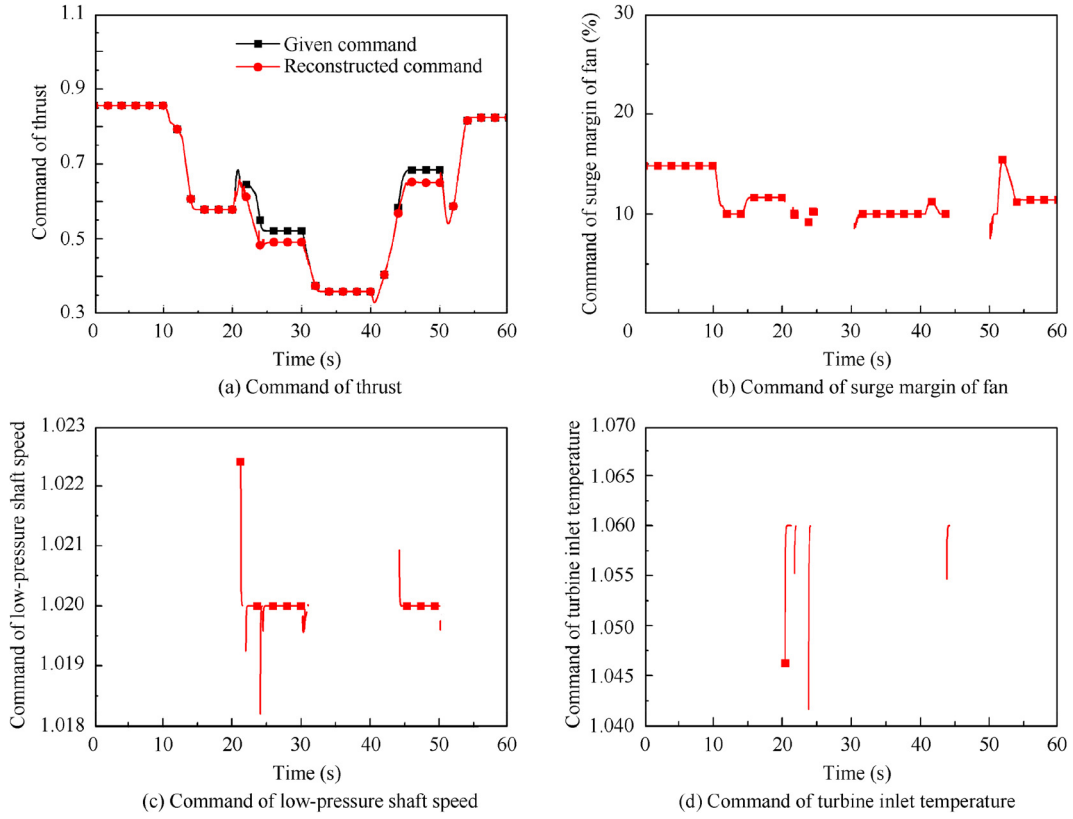 1.1
0.9
0.7
0.5
0.3
Command of thrust
Given command
Reconstructed command
0 10 20 30 40 50 60
Time (s)
(a) Command of thrust
30
20
10
0
Command of surge margin of fan (%)
10 20 30 40 50 60
Time (s)
(b) Command of surge margin of fan
1.023
1.022
1.021
1.020
1.019
1.018
Command of low-pressure shaft speed
0 10 20 30 40 50 60
Time (s)
(c) Command of low-pressure shaft speed
1.070
1.065
1.060
1.055
1.050
1.045
1.040
Command of turbine inlet temperature
0 10 20 30 40 50 60
Time (s)
(d) Command of turbine inlet temperature